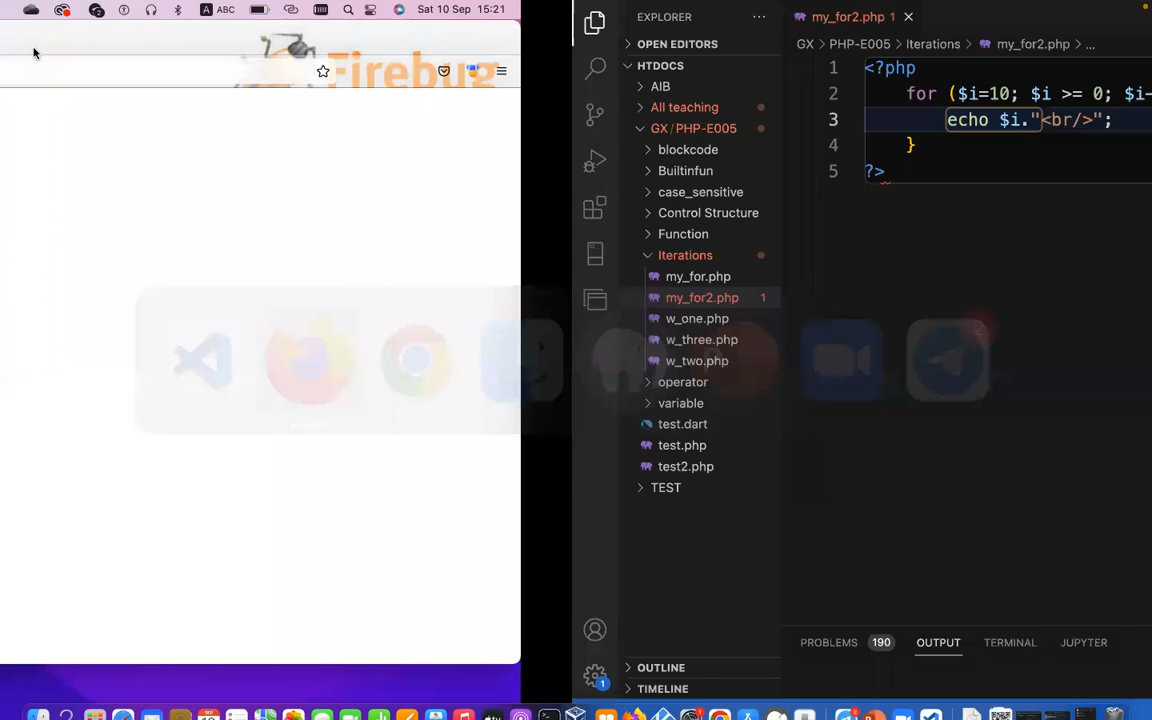 ABC
Sat 10 Sep 15:21
Firebug
EXPLORER
OPEN EDITORS
HTDOCS
AIB
All teaching
GX / PHP-E005
blockcode
Builtinfun
case_sensitive
Control Structure
Function
Iterations
my_for.php
my_for2.php 1
w_one.php
w_three.php
w_two.php
operator
variable
test.dart
test.php
test2.php
TEST
OUTLINE
TIMELINE
1
my_for2.php 1
GX > PHP-E005 > Iterations > my_for2.php > ...
1 <?php
2 for ($i=10; $i >= 0; $i-
3 echo $i."<br/>";
4 }
5 ?>
PROBLEMS 190 OUTPUT TERMINAL JUPYTER